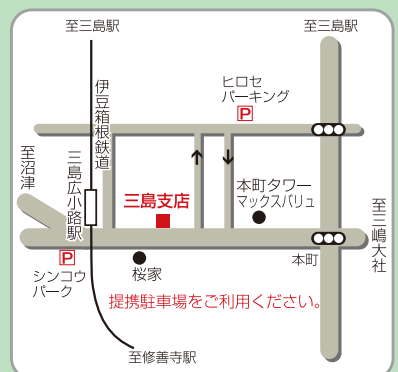 至三島駅
至三島駅
ヒロセ
パーキング
P
伊豆箱根鉄道
至沼津
三島広小路駅
三島支店
本町タワー
マックスバリュ
至三嶋大社
P
シンコウ
パーク
桜家
本町
提携駐車場をご利用ください。
至修善寺駅